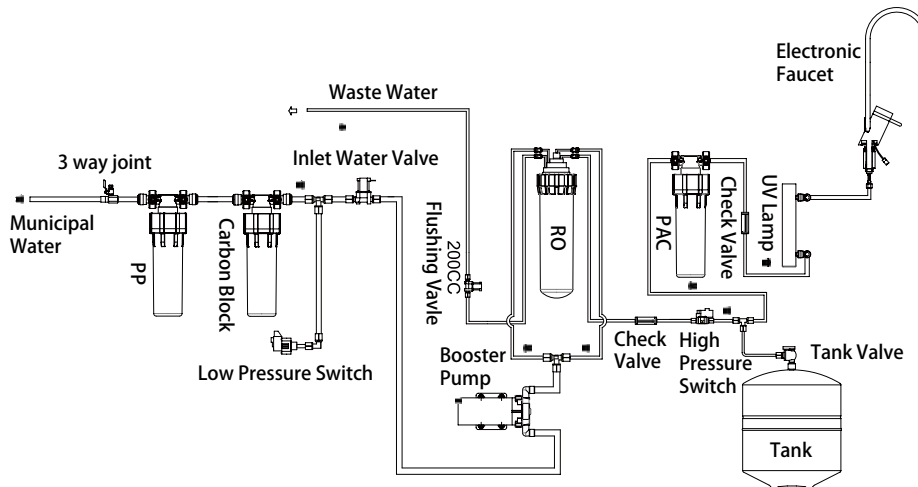 Electronic
Faucet
Waste Water
3 way joint
Inlet Water Valve
Municipal
Water
PP
Carbon Block
Low Pressure Switch
Flushing Vavle
200CC
Booster
Pump
RO
PAC
Check Valve
UV Lamp
Check
Valve
High
Pressure
Switch
Tank Valve
Tank